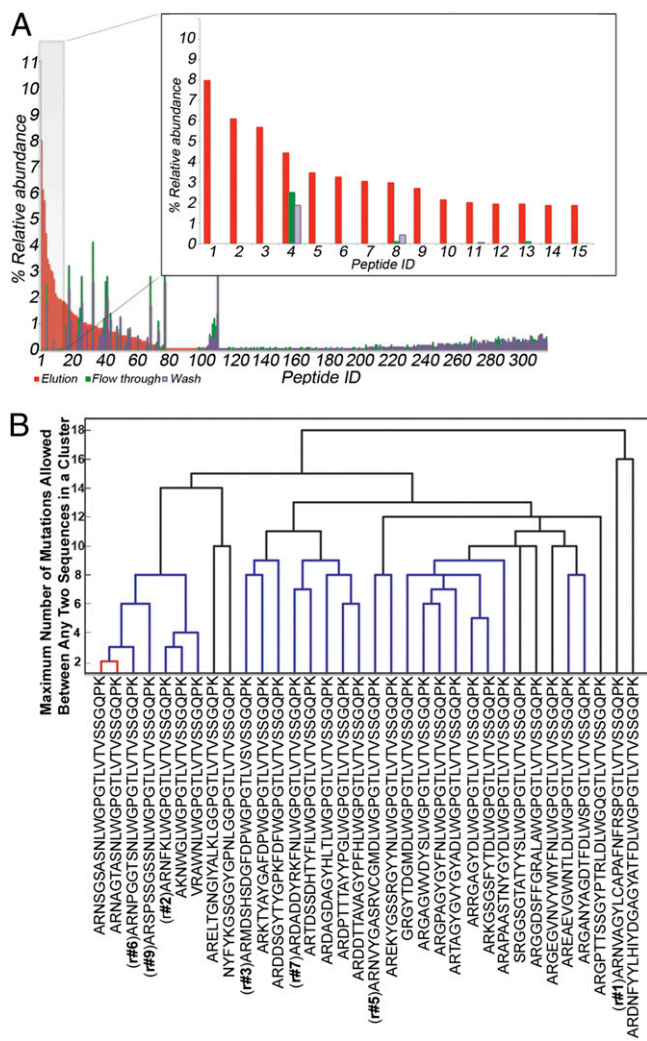 A
% Relative abundance
11
10
9
8
7
6
5
4
3
2
1
0
1 20 40 60 80 100 120 140 160 180 200 220 240 260 280 300
Peptide ID
Elution Flow through Wash
% Relative abundance
10
9
8
7
6
5
4
3
2
1
0
1 2 3 4 5 6 7 8 9 10 11 12 13 14 15
Peptide ID
B
Maximum Number of Mutations Allowed
Between Any Two Sequences in a Cluster
18
16
14
12
10
8
6
4
2
ARNSGSASNLWGPGTLVTVSSGQPK
ARNAGTASNLWGPGTLVTVSSGQPK
(r#6)ARNPGGTSNLWGPGTLVTVSSGQPK
(r#9)ARSPSSGSSNLWGPGTLVTVSSGQPK
(r#2)ARNFKLWGPGTLVTVSSGQPK
AKNWGLWGPGTLVTVSSGQPK
VRAWNLWGPGTLVTVSSGQPK
ARELTGNGIYALKLGGPGTLVTVSSGQPK
NYFYKGSGGYGPNLGGPGTLVTVSSGQPK
(r#3)ARMDSHSDGFDPWGPGTLVSVSSGQPK
ARKTYAYGAFDPWGPGTLVTVSSGQPK
ARDDSGYTYGPKFDFWGPGTLVTVSSGQPK
(r#7)ARDADDYRKFNLWGPGTLVTVSSGQPK
ARTDSSDHTYFILWGPGTLVTVSSGQPK
ARDAGDAGYHLTLWGPGTLVTVSSGQPK
ARDPTTTAYYPGLWGPGTLVTVSSGQPK
ARDDTTAVAGYPFHLWGPGTLVTVSSGQPK
(r#5)ARNVYGASRVCGMDLWGPGTLVTVSSGQPK
AREKYGSSRGYYNLWGPGTLVTVSSGQPK
GRGYTDGMDLWGPGTLVTVSSGQPK
ARGAGWVDYSLWGPGTLVTVSSGQPK
ARGPAGYGYFNLWGPGTLVTVSSGQPK
ARTAGYGVYGYADLWGPGTLVTVSSGQPK
ARRGAGYDLWGPGTLVTVSSGQPK
ARKGSGSFYTDLWGPGTLVTVSSGQPK
ARAPAASTNYGYDLWGPGTLVTVSSGQPK
SRGGSGTATYYSLWGPGTLVTVSSGQPK
ARGGDSFFGRALAWGPGTLVTVSSGQPK
ARGEGVNVYWIYFNLWGPGTLVTVSSGQPK
AREAEVGWNTLDLWGPGTLVTVSSGQPK
ARGANYAGDTFDLWSPGTLVTVSSGQPK
ARGPTTSSGYPTRLDLWGQGTLVTVSSGQPK
(r#1)ARNVAGYLCAPAFNFRSPGTLVTVSSGQPK
ARDNFYYLHIYDGAGYATFDLWGPGTLVTVSSGQPK